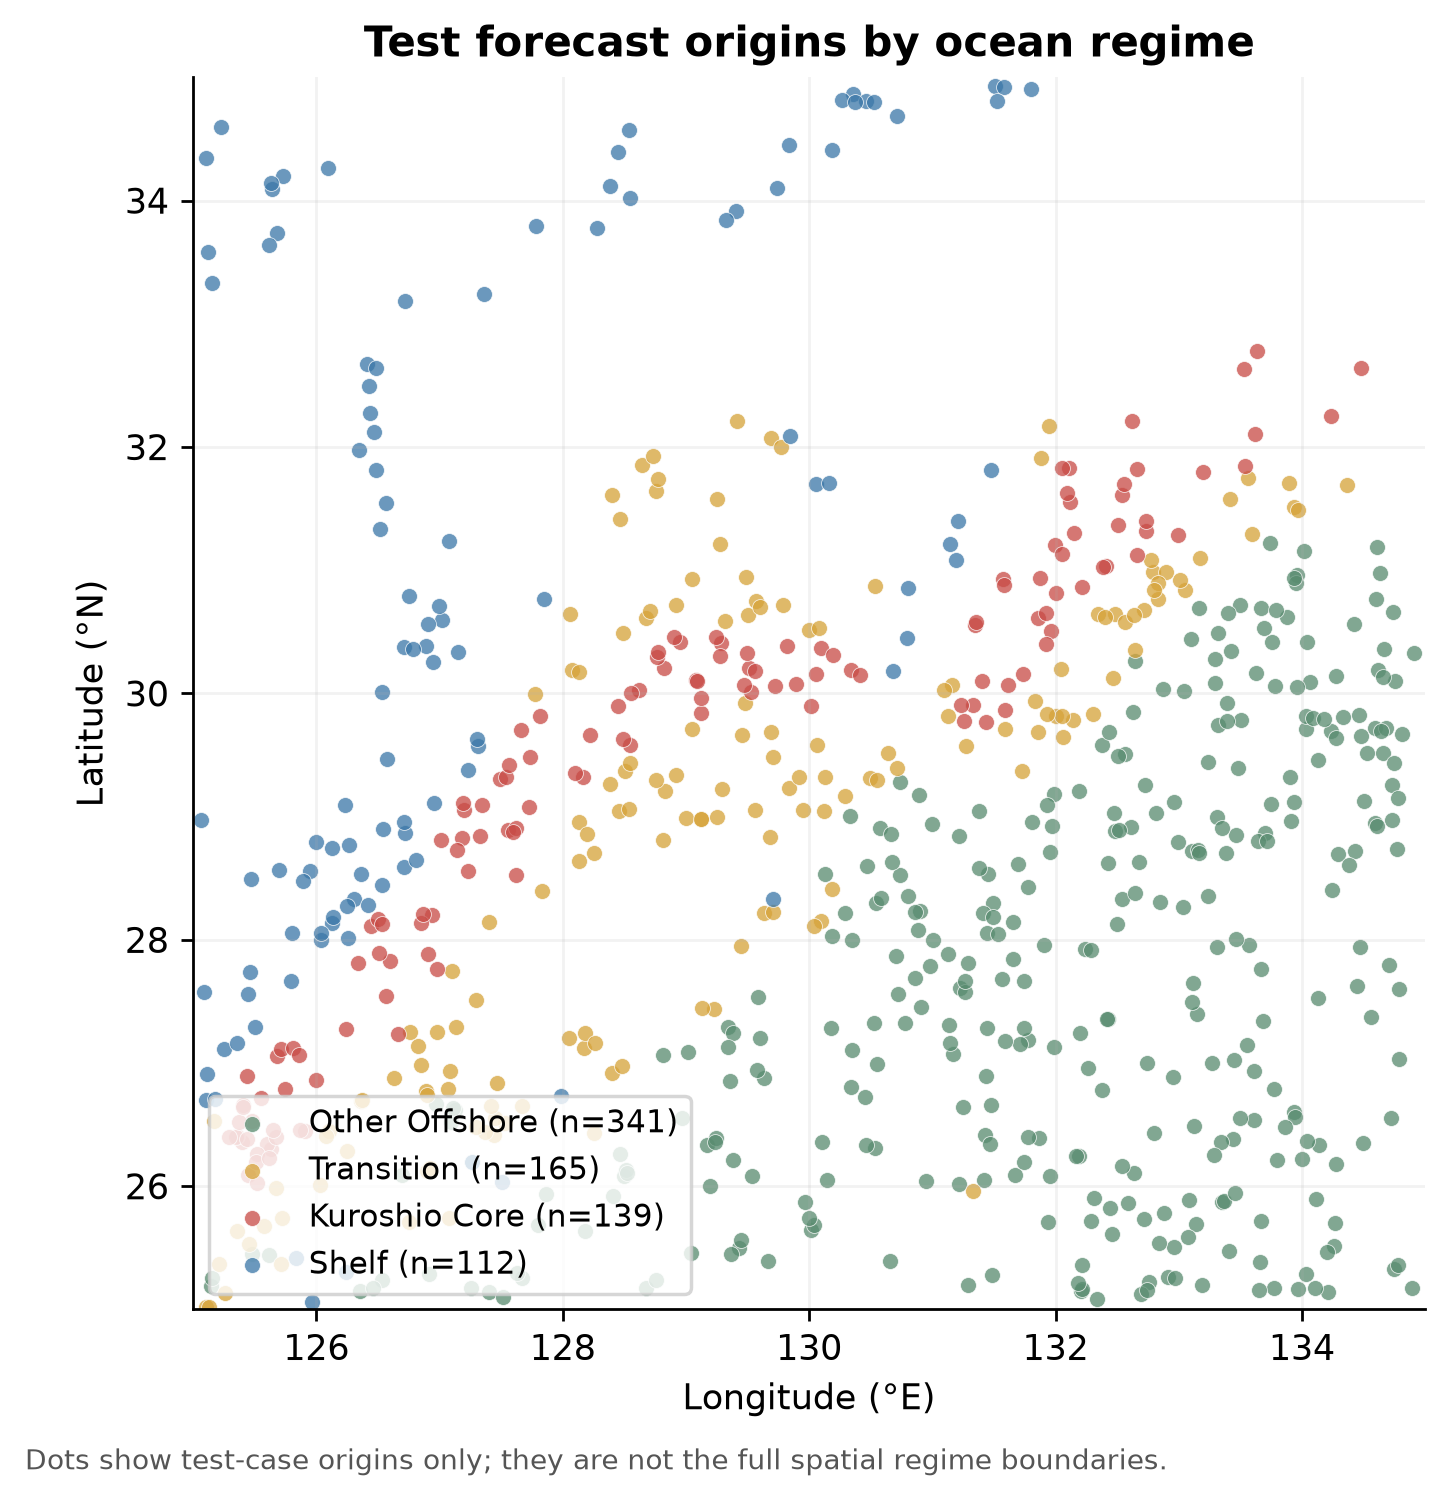 Test forecast origins by ocean regime
34
32
30
28
26
Latitude (°N)
Other Offshore (n=341)
Transition (n=165)
Kuroshio Core (n=139)
Shelf (n=112)
126 128 130 132 134
Longitude (°E)
Dots show test-case origins only; they are not the full spatial regime boundaries.